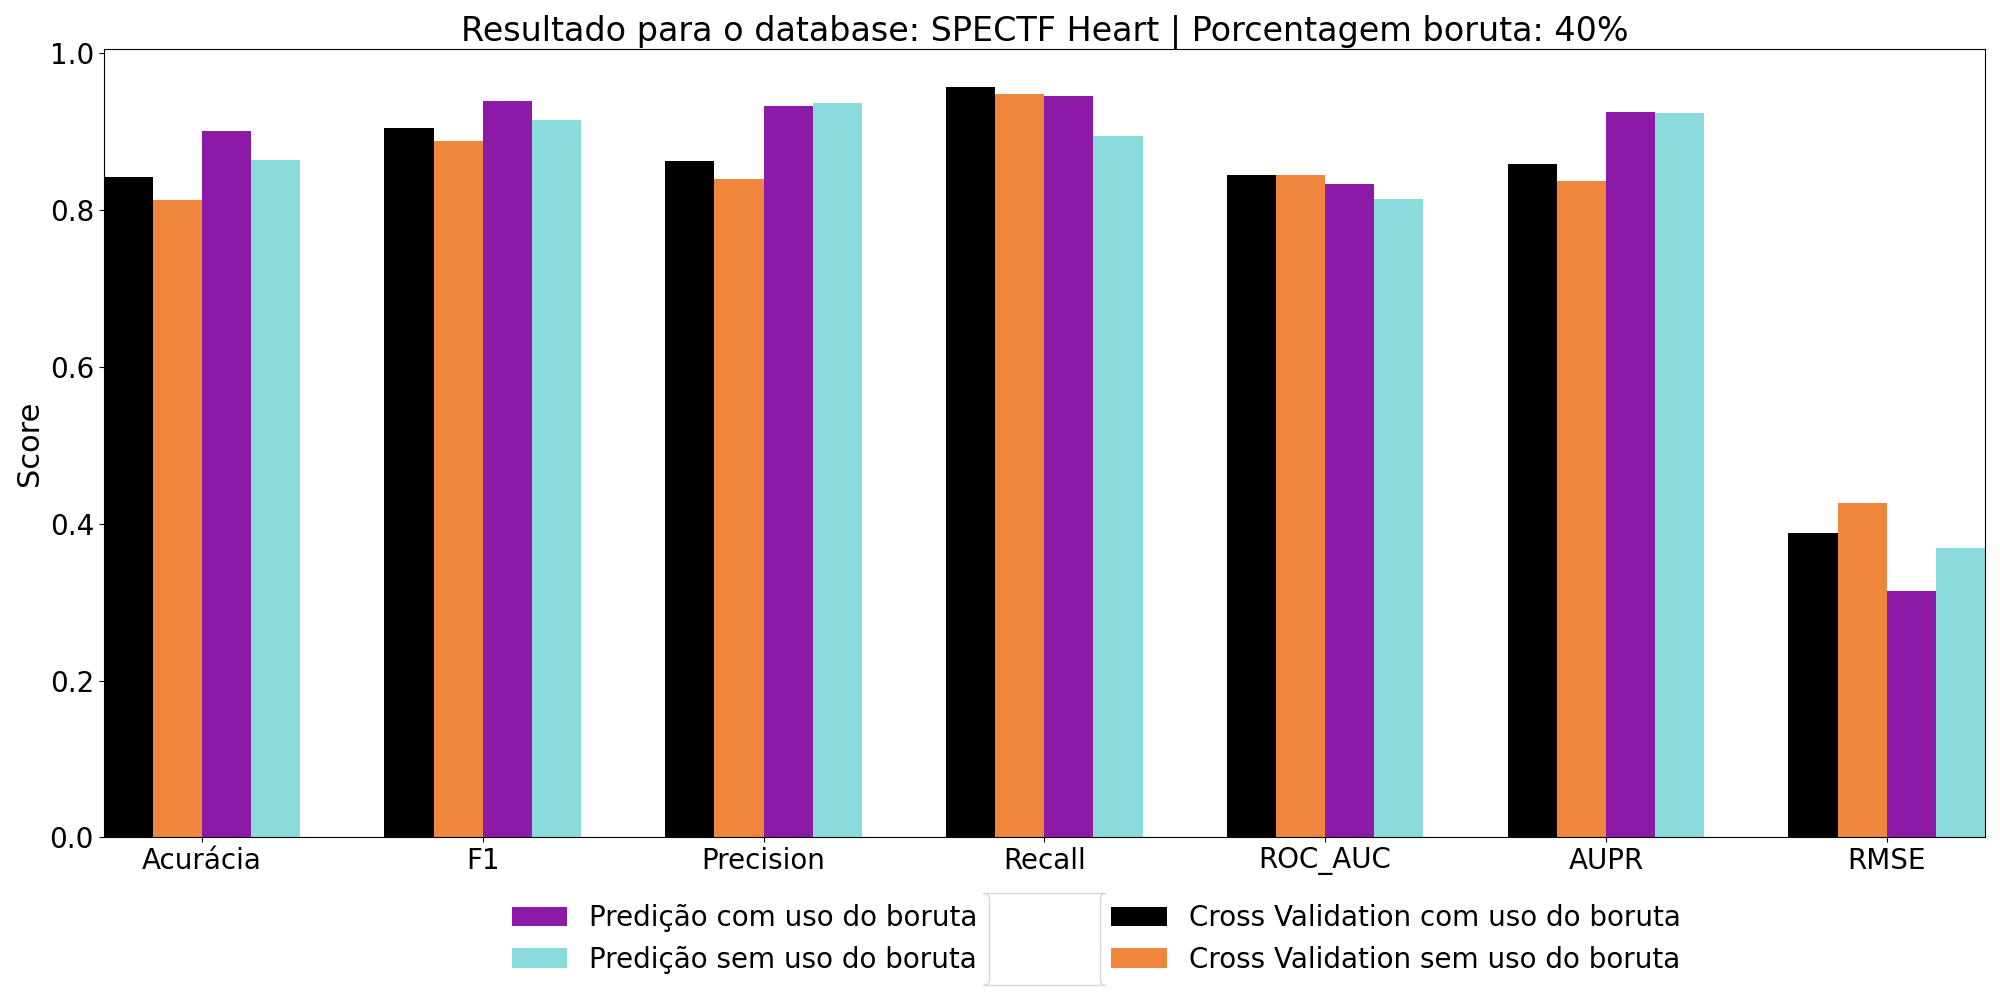 Resultado para o database: SPECTF Heart | Porcentagem boruta: 40%
Score
1.0
0.8
0.6
0.4
0.2
0.0
Acurácia
F1
Precision
Recall
ROC_AUC
AUPR
RMSE
Predição com uso do boruta
Predição sem uso do boruta
Cross Validation com uso do boruta
Cross Validation sem uso do boruta